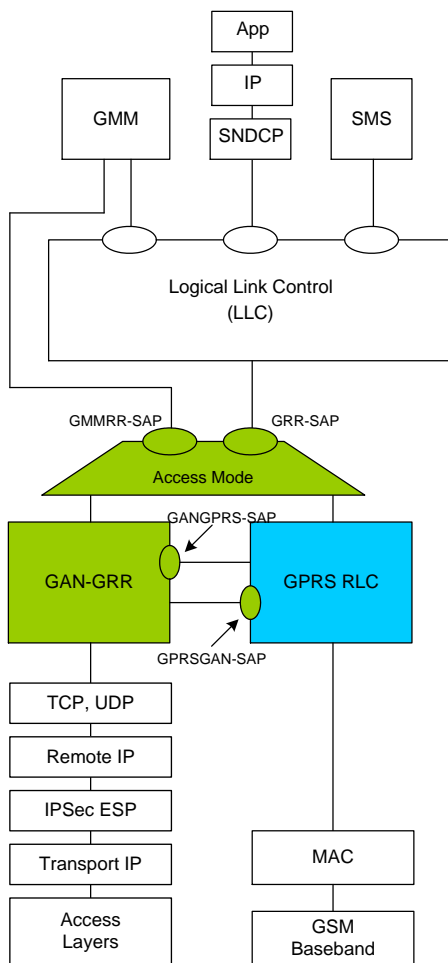 App
IP
GMM
SNDCP
SMS
Logical Link Control
(LLC)
GMMRR-SAP
GRR-SAP
Access Mode
GANGPRS-SAP
GAN-GRR
GPRS RLC
GPRSGAN-SAP
TCP, UDP
Remote IP
IPSec ESP
Transport IP
MAC
Access
Layers
GSM
Baseband